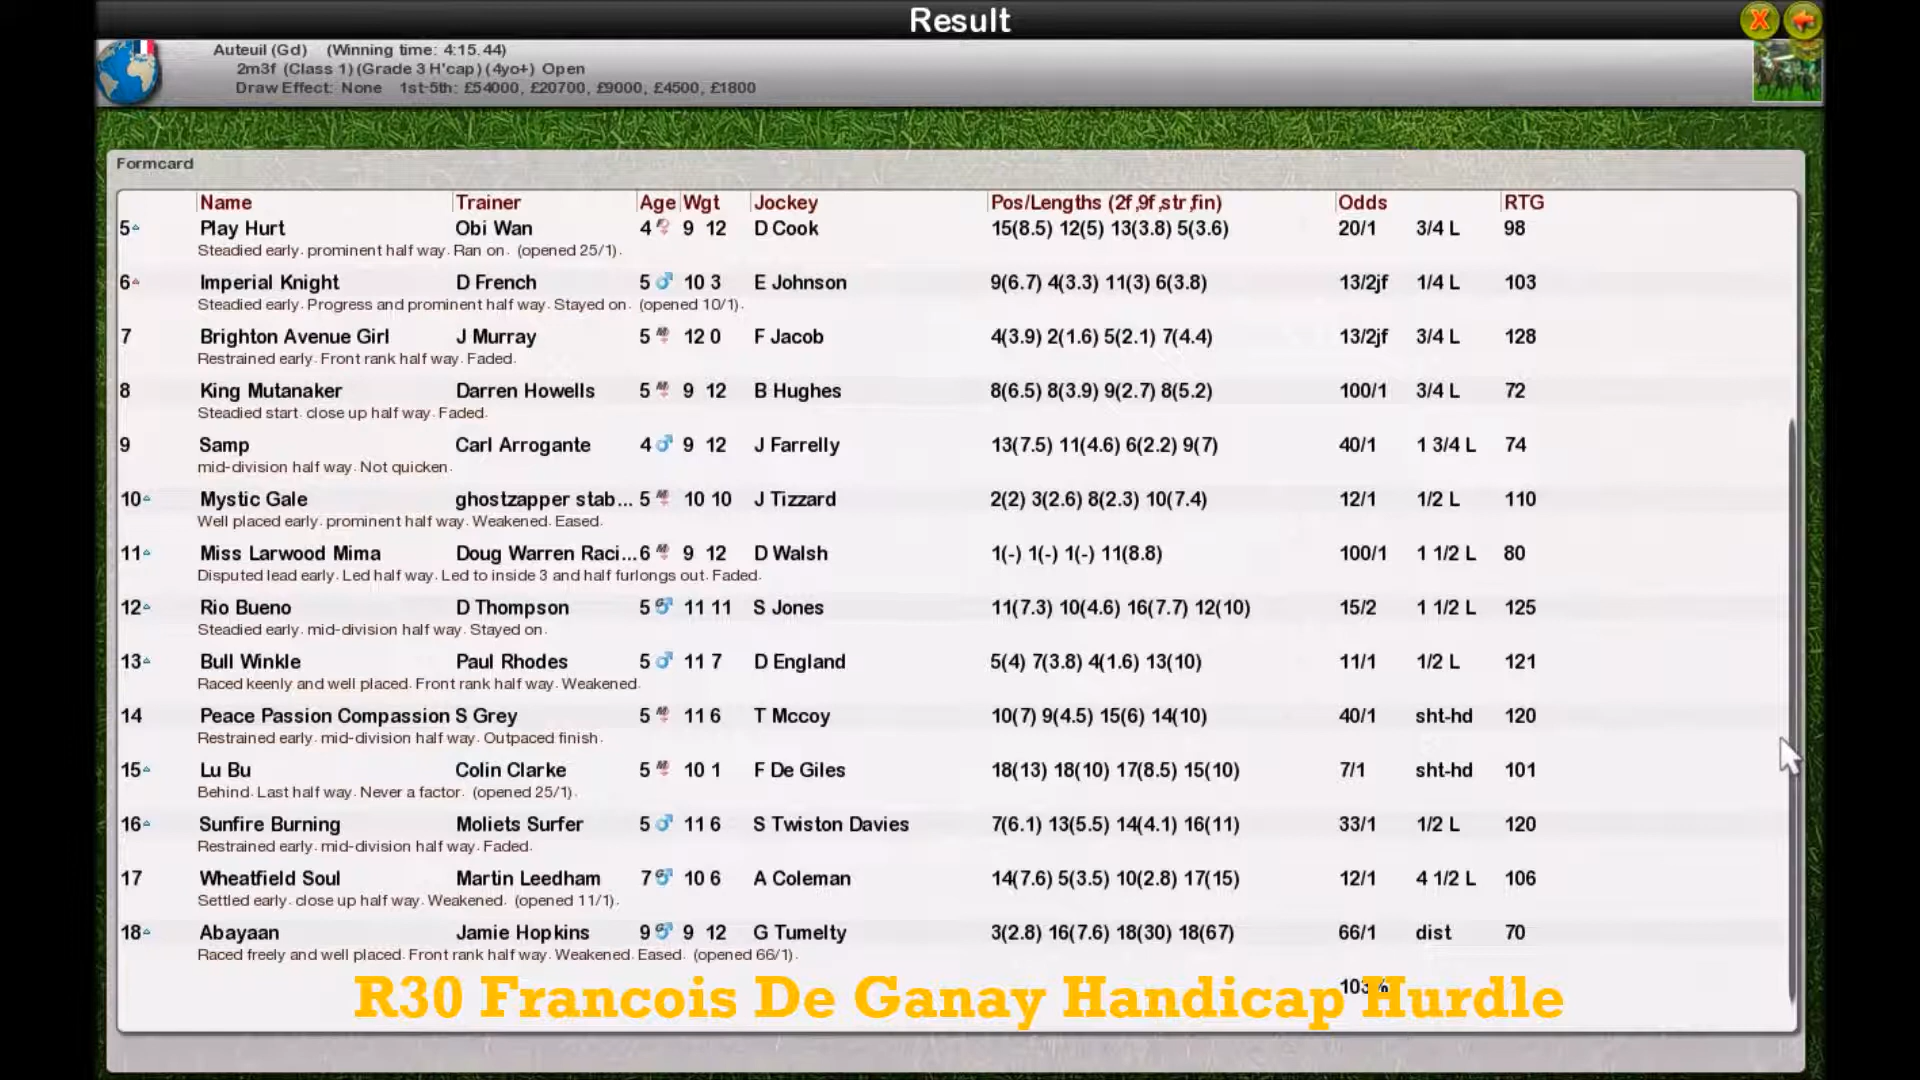 Result
Auteuil (Gd) (Winning time: 4:15.44)
2m3f (Class 1)(Grade 3 H'cap)(4yo+) Open
Draw Effect: None 1st-5th: £54000, £20700, £9000, £4500, £1800
Formcard
Name Trainer Age Wgt Jockey Pos/Lengths (2f,9f,str,fin) Odds RTG
5 Play Hurt Obi Wan 4 9 12 D Cook 15(8.5) 12(5) 13(3.8) 5(3.6) 20/1 3/4 L 98
Steadied early. prominent half way. Ran on. (opened 25/1).
6 Imperial Knight D French 5 10 3 E Johnson 9(6.7) 4(3.3) 11(3) 6(3.8) 13/2jf 1/4 L 103
Steadied early. Progress and prominent half way. Stayed on. (opened 10/1).
7 Brighton Avenue Girl J Murray 5 12 0 F Jacob 4(3.9) 2(1.6) 5(2.1) 7(4.4) 13/2jf 3/4 L 128
Restrained early. Front rank half way. Faded.
8 King Mutanaker Darren Howells 5 9 12 B Hughes 8(6.5) 8(3.9) 9(2.7) 8(5.2) 100/1 3/4 L 72
Steadied start. close up half way. Faded.
9 Samp Carl Arrogante 4 9 12 J Farrelly 13(7.5) 11(4.6) 6(2.2) 9(7) 40/1 1 3/4 L 74
mid-division half way. Not quicken.
10 Mystic Gale ghostzapper stab... 5 10 10 J Tizzard 2(2) 3(2.6) 8(2.3) 10(7.4) 12/1 1/2 L 110
Well placed early. prominent half way. Weakened. Eased.
11 Miss Larwood Mima Doug Warren Raci... 6 9 12 D Walsh 1(-) 1(-) 1(-) 11(8.8) 100/1 1 1/2 L 80
Disputed lead early. Led half way. Led to inside 3 and half furlongs out. Faded.
12 Rio Bueno D Thompson 5 11 11 S Jones 11(7.3) 10(4.6) 16(7.7) 12(10) 15/2 1 1/2 L 125
Steadied early. mid-division half way. Stayed on.
13 Bull Winkle Paul Rhodes 5 11 7 D England 5(4) 7(3.8) 4(1.6) 13(10) 11/1 1/2 L 121
Raced keenly and well placed. Front rank half way. Weakened.
14 Peace Passion Compassion S Grey 5 11 6 T Mccoy 10(7) 9(4.5) 15(6) 14(10) 40/1 sht-hd 120
Restrained early. mid-division half way. Outpaced finish.
15 Lu Bu Colin Clarke 5 10 1 F De Giles 18(13) 18(10) 17(8.5) 15(10) 7/1 sht-hd 101
Behind. Last half way. Never a factor. (opened 25/1).
16 Sunfire Burning Moliets Surfer 5 11 6 S Twiston Davies 7(6.1) 13(5.5) 14(4.1) 16(11) 33/1 1/2 L 120
Restrained early. mid-division half way. Faded.
17 Wheatfield Soul Martin Leedham 7 10 6 A Coleman 14(7.6) 5(3.5) 10(2.8) 17(15) 12/1 4 1/2 L 106
Settled early. close up half way. Weakened. (opened 11/1).
18 Abayaan Jamie Hopkins 9 9 12 G Tumelty 3(2.8) 16(7.6) 18(30) 18(67) 66/1 dist 70
Raced freely and well placed. Front rank half way. Weakened. Eased. (opened 66/1).
103%
R30 Francois De Ganay Handicap Hurdle